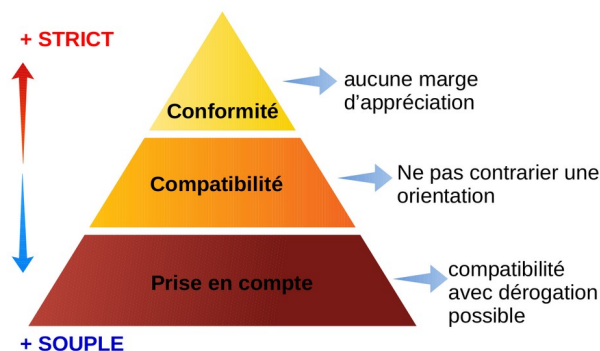 + STRICT
Conformité
aucune marge
d’appréciation
Compatibilité
Ne pas contrarier une
orientation
Prise en compte
compatibilité
avec dérogation
possible
+ SOUPLE